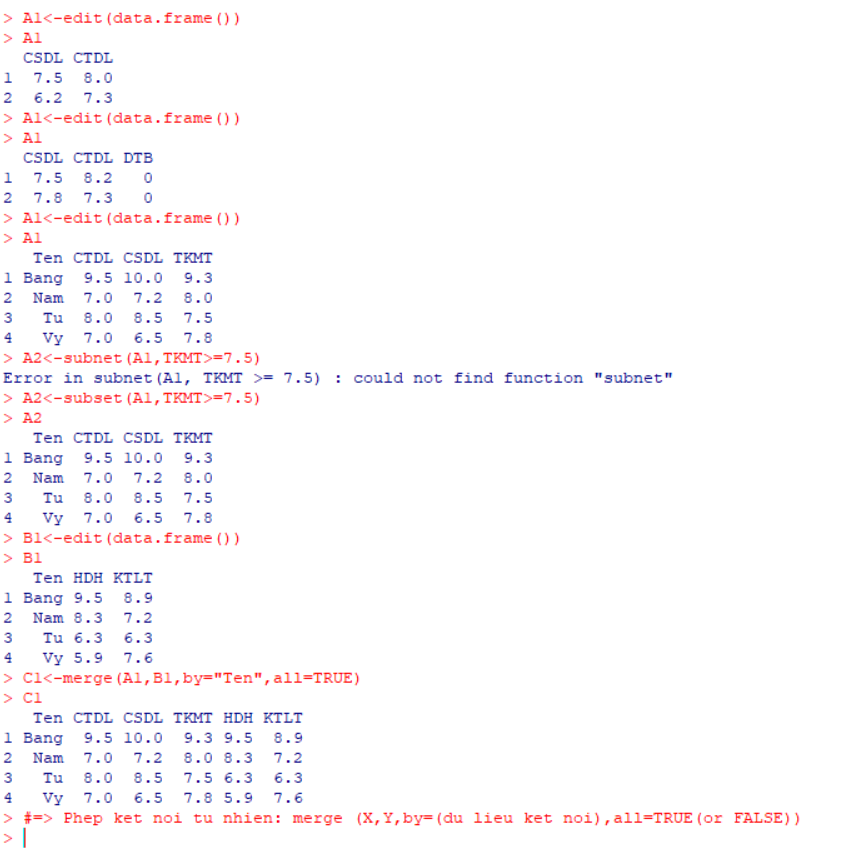 > A1<-edit(data.frame())
> A1
  CSDL CTDL
1  7.5  8.0
2  6.2  7.3
> A1<-edit(data.frame())
> A1
  CSDL CTDL DTB
1  7.5  8.2   0
2  7.8  7.3   0
> A1<-edit(data.frame())
> A1
   Ten CTDL CSDL TKMT
1 Bang  9.5 10.0  9.3
2  Nam  7.0  7.2  8.0
3   Tu  8.0  8.5  7.5
4   Vy  7.0  6.5  7.8
> A2<-subnet(A1,TKMT>=7.5)
Error in subnet(A1, TKMT >= 7.5) : could not find function "subnet"
> A2<-subset(A1,TKMT>=7.5)
> A2
   Ten CTDL CSDL TKMT
1 Bang  9.5 10.0  9.3
2  Nam  7.0  7.2  8.0
3   Tu  8.0  8.5  7.5
4   Vy  7.0  6.5  7.8
> B1<-edit(data.frame())
> B1
   Ten HDH KTLT
1 Bang 9.5  8.9
2  Nam 8.3  7.2
3   Tu 6.3  6.3
4   Vy 5.9  7.6
> C1<-merge(A1,B1,by="Ten",all=TRUE)
> C1
   Ten CTDL CSDL TKMT HDH KTLT
1 Bang  9.5 10.0  9.3 9.5  8.9
2  Nam  7.0  7.2  8.0 8.3  7.2
3   Tu  8.0  8.5  7.5 6.3  6.3
4   Vy  7.0  6.5  7.8 5.9  7.6
> #=> Phep ket noi tu nhien: merge (X,Y,by=(du lieu ket noi),all=TRUE(or FALSE))
> |